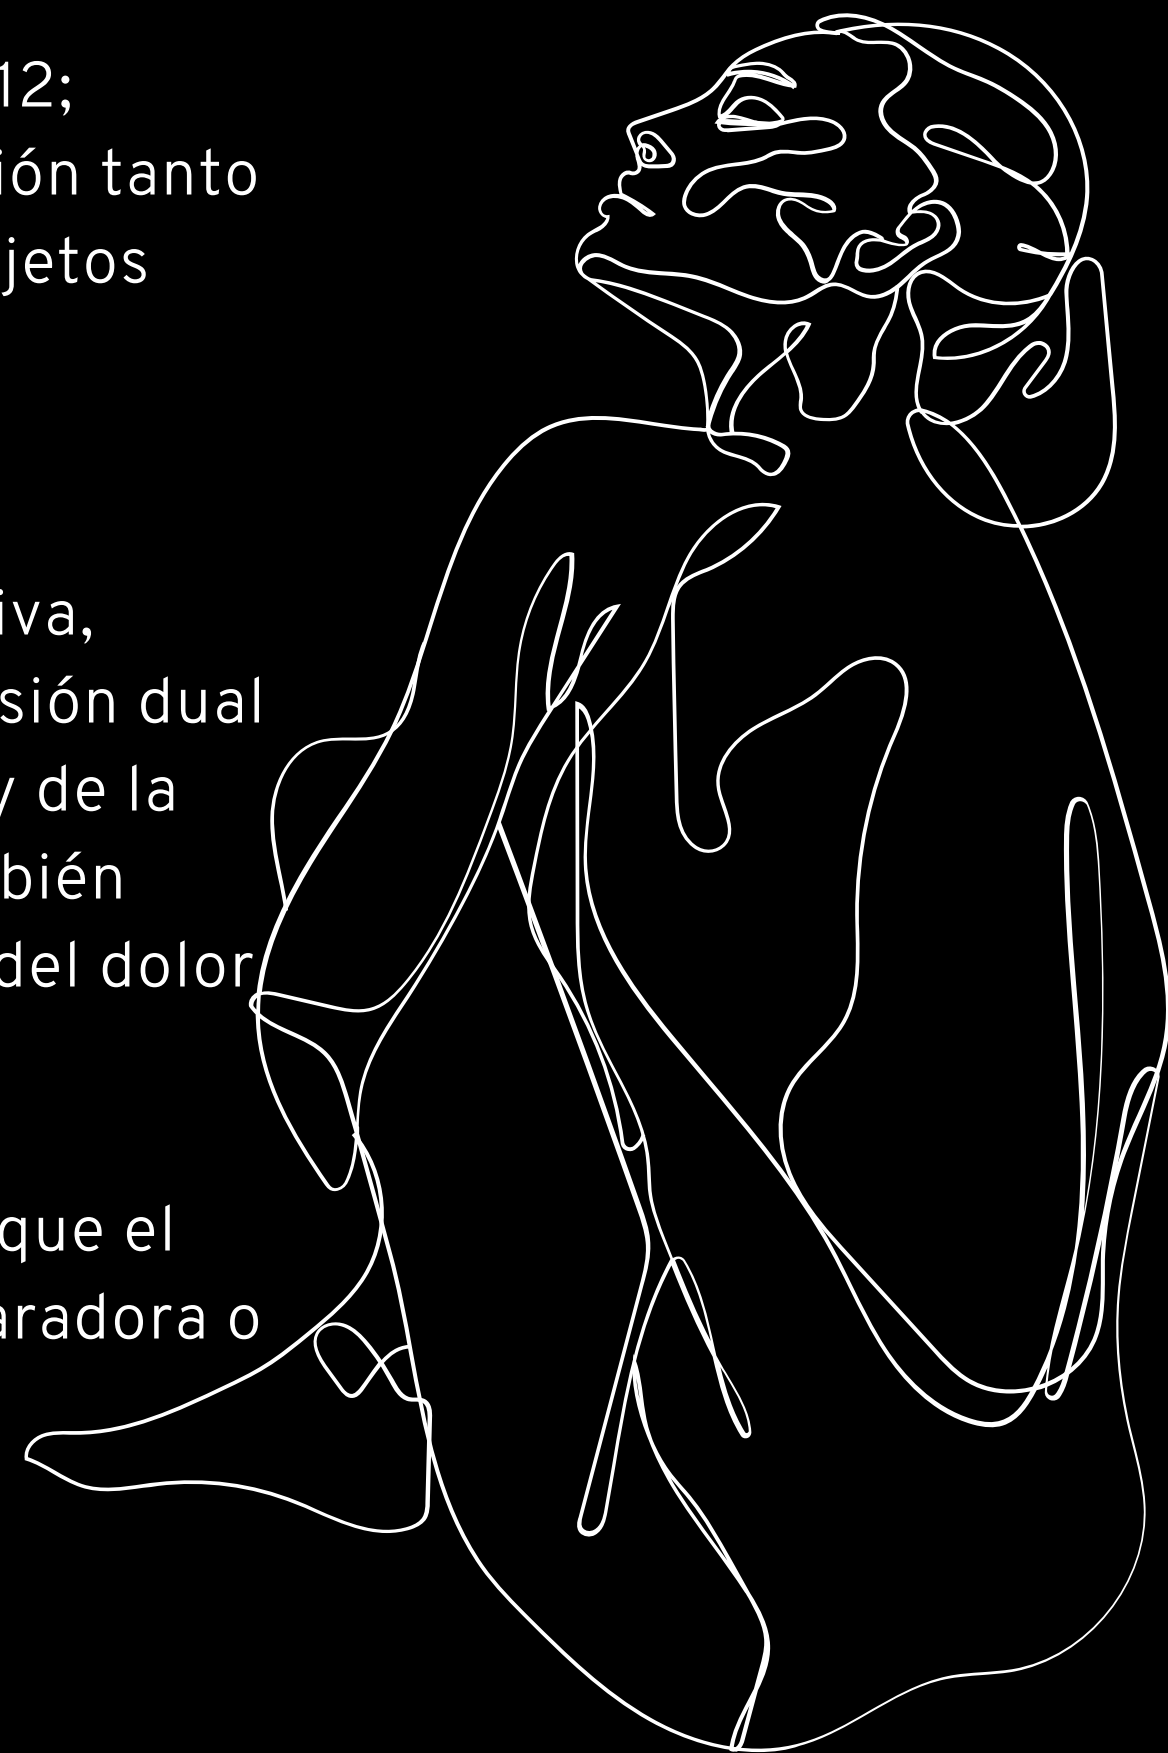 12;
ión tanto
jetos
iva,
sión dual
y de la
bién
del dolor
que el
aradora o